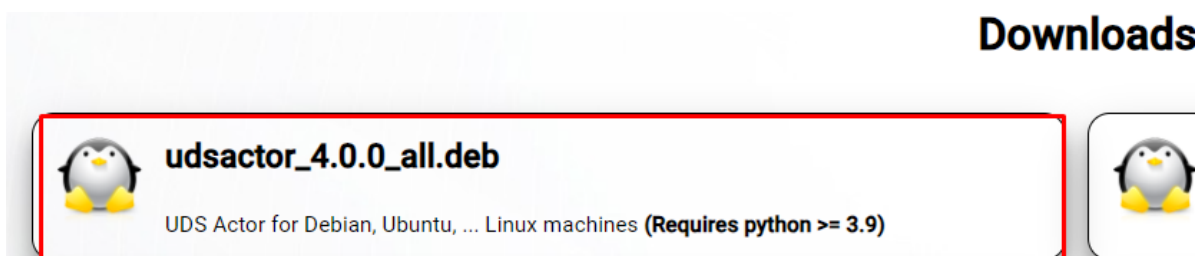 Downloads
udsactor_4.0.0_all.deb
UDS Actor for Debian, Ubuntu, ... Linux machines (Requires python >= 3.9)